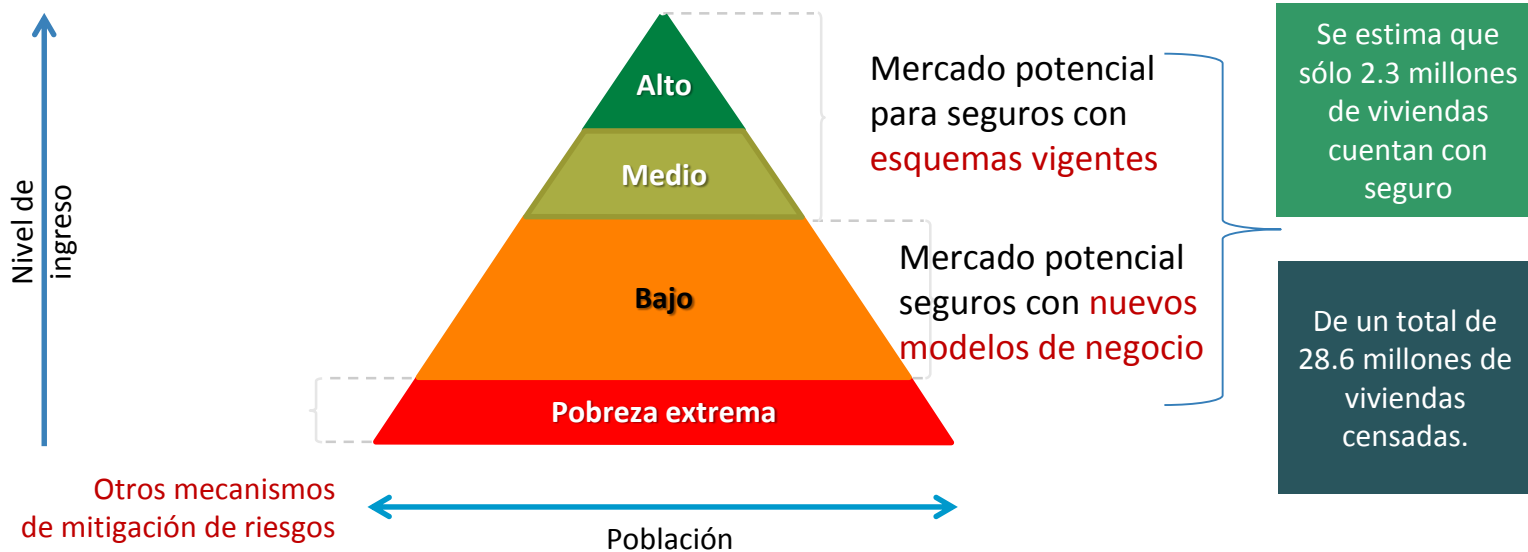 Nivel de
ingreso
Alto
Medio
Bajo
Pobreza extrema
Mercado potencial
para seguros con
esquemas vigentes
Mercado potencial
seguros con nuevos
modelos de negocio
Se estima que
sólo 2.3 millones
de viviendas
cuentan con
seguro
De un total de
28.6 millones de
viviendas
censadas.
Otros mecanismos
de mitigación de riesgos
Población